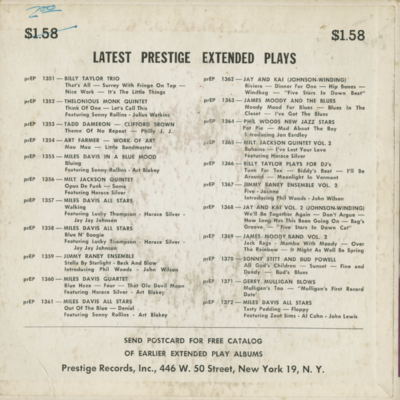 2.00
$1.58 $1.58
LATEST PRESTIGE EXTENDED PLAYS
prEP 1351—BILLY TAYLOR TRIO
That's All — Surrey With Fringe On Top —
Nice Work — It's The Little Things
prEP 1352—THELONIOUS MONK QUINTET
Think Of One — Let's Call This
Featuring Sonny Rollins - Julius Watkins
prEP 1353—TADD DAMERON — CLIFFORD BROWN
Theme Of No Repeat — Philly J. J.
prEP 1354—ART FARMER — WORK OF ART
Mau Mau — Little Bandmaster
prEP 1355—MILES DAVIS IN A BLUE MOOD
Bluing
Featuring Sonny Rollins - Art Blakey
prEP 1356—MILT JACKSON QUINTET
Opus De Funk — Soma
Featuring Horace Silver
prEP 1357—MILES DAVIS ALL STARS
Walking
Featuring Lucky Thompson - Horace Silver -
Jay Jay Johnson
prEP 1358—MILES DAVIS ALL STARS
Blue N' Boogie
Featuring Lucky Thompson - Horace Silver -
Jay Jay Johnson
prEP 1359—JIMMY RANEY ENSEMBLE
Stella By Starlight - Back And Blow
Introducing Phil Woods - John Wilson
prEP 1360—MILES DAVIS QUARTET
Blue Haze — Four — That Ole Devil Moon
Featuring Horace Silver - Art Blakey
prEP 1361—MILES DAVIS ALL STARS
Out Of The Blue — Denial
Featuring Sonny Rollins - Art Blakey
prEP 1362—JAY AND KAI (JOHNSON-WINDING)
Riviera — Dinner For One — Hip Bones —
Windbag — "Five Stars In Down Beat"
prEP 1363—JAMES MOODY AND THE BLUES
Moody Mood For Blues — Blues In The
Closet — I've Got The Blues
prEP 1364—PHIL WOODS NEW JAZZ STARS
Pot Pie — Mad About The Boy
Introducing Jon Eardley
prEP 1365—MILT JACKSON QUINTET VOL. 2
Buhaina — I've Lost Your Love
Featuring Horace Silver
prEP 1366—BILLY TAYLOR PLAYS FOR DJ's
Tune For Tex — Biddy's Beat — I'll Be
Around — Moonlight In Vermont
prEP 1367—JIMMY RANEY ENSEMBLE VOL. 2
Five - Joanne
Introducing Phil Woods - John Wilson
prEP 1368—JAY AND KAI VOL. 2 (JOHNSON-WINDING)
We'll Be Together Again — Don't Argue —
How Long Has This Been Going On — Bag's
Groove — "Five Stars In Down Cat"
prEP 1369—JAMES MOODY BAND VOL. 2
Jack Ragg - Mambo With Moody — Over
The Rainbow — It Might As Well Be Spring
prEP 1370—SONNY STITT AND BUD POWELL
All God's Children — Sunset — Fine and
Dandy — Bud's Blues
prEP 1371—GERRY MULLIGAN BLOWS
Mulligan's Too — "Mulligan's First Record
Date"
prEP 1372—MILES DAVIS ALL STARS
Tasty Pudding — Floppy
Featuring Zoot Sims - Al Cohn - John Lewis
SEND POSTCARD FOR FREE CATALOG
OF EARLIER EXTENDED PLAY ALBUMS
Prestige Records, Inc., 446 W. 50 Street, New York 19, N. Y.